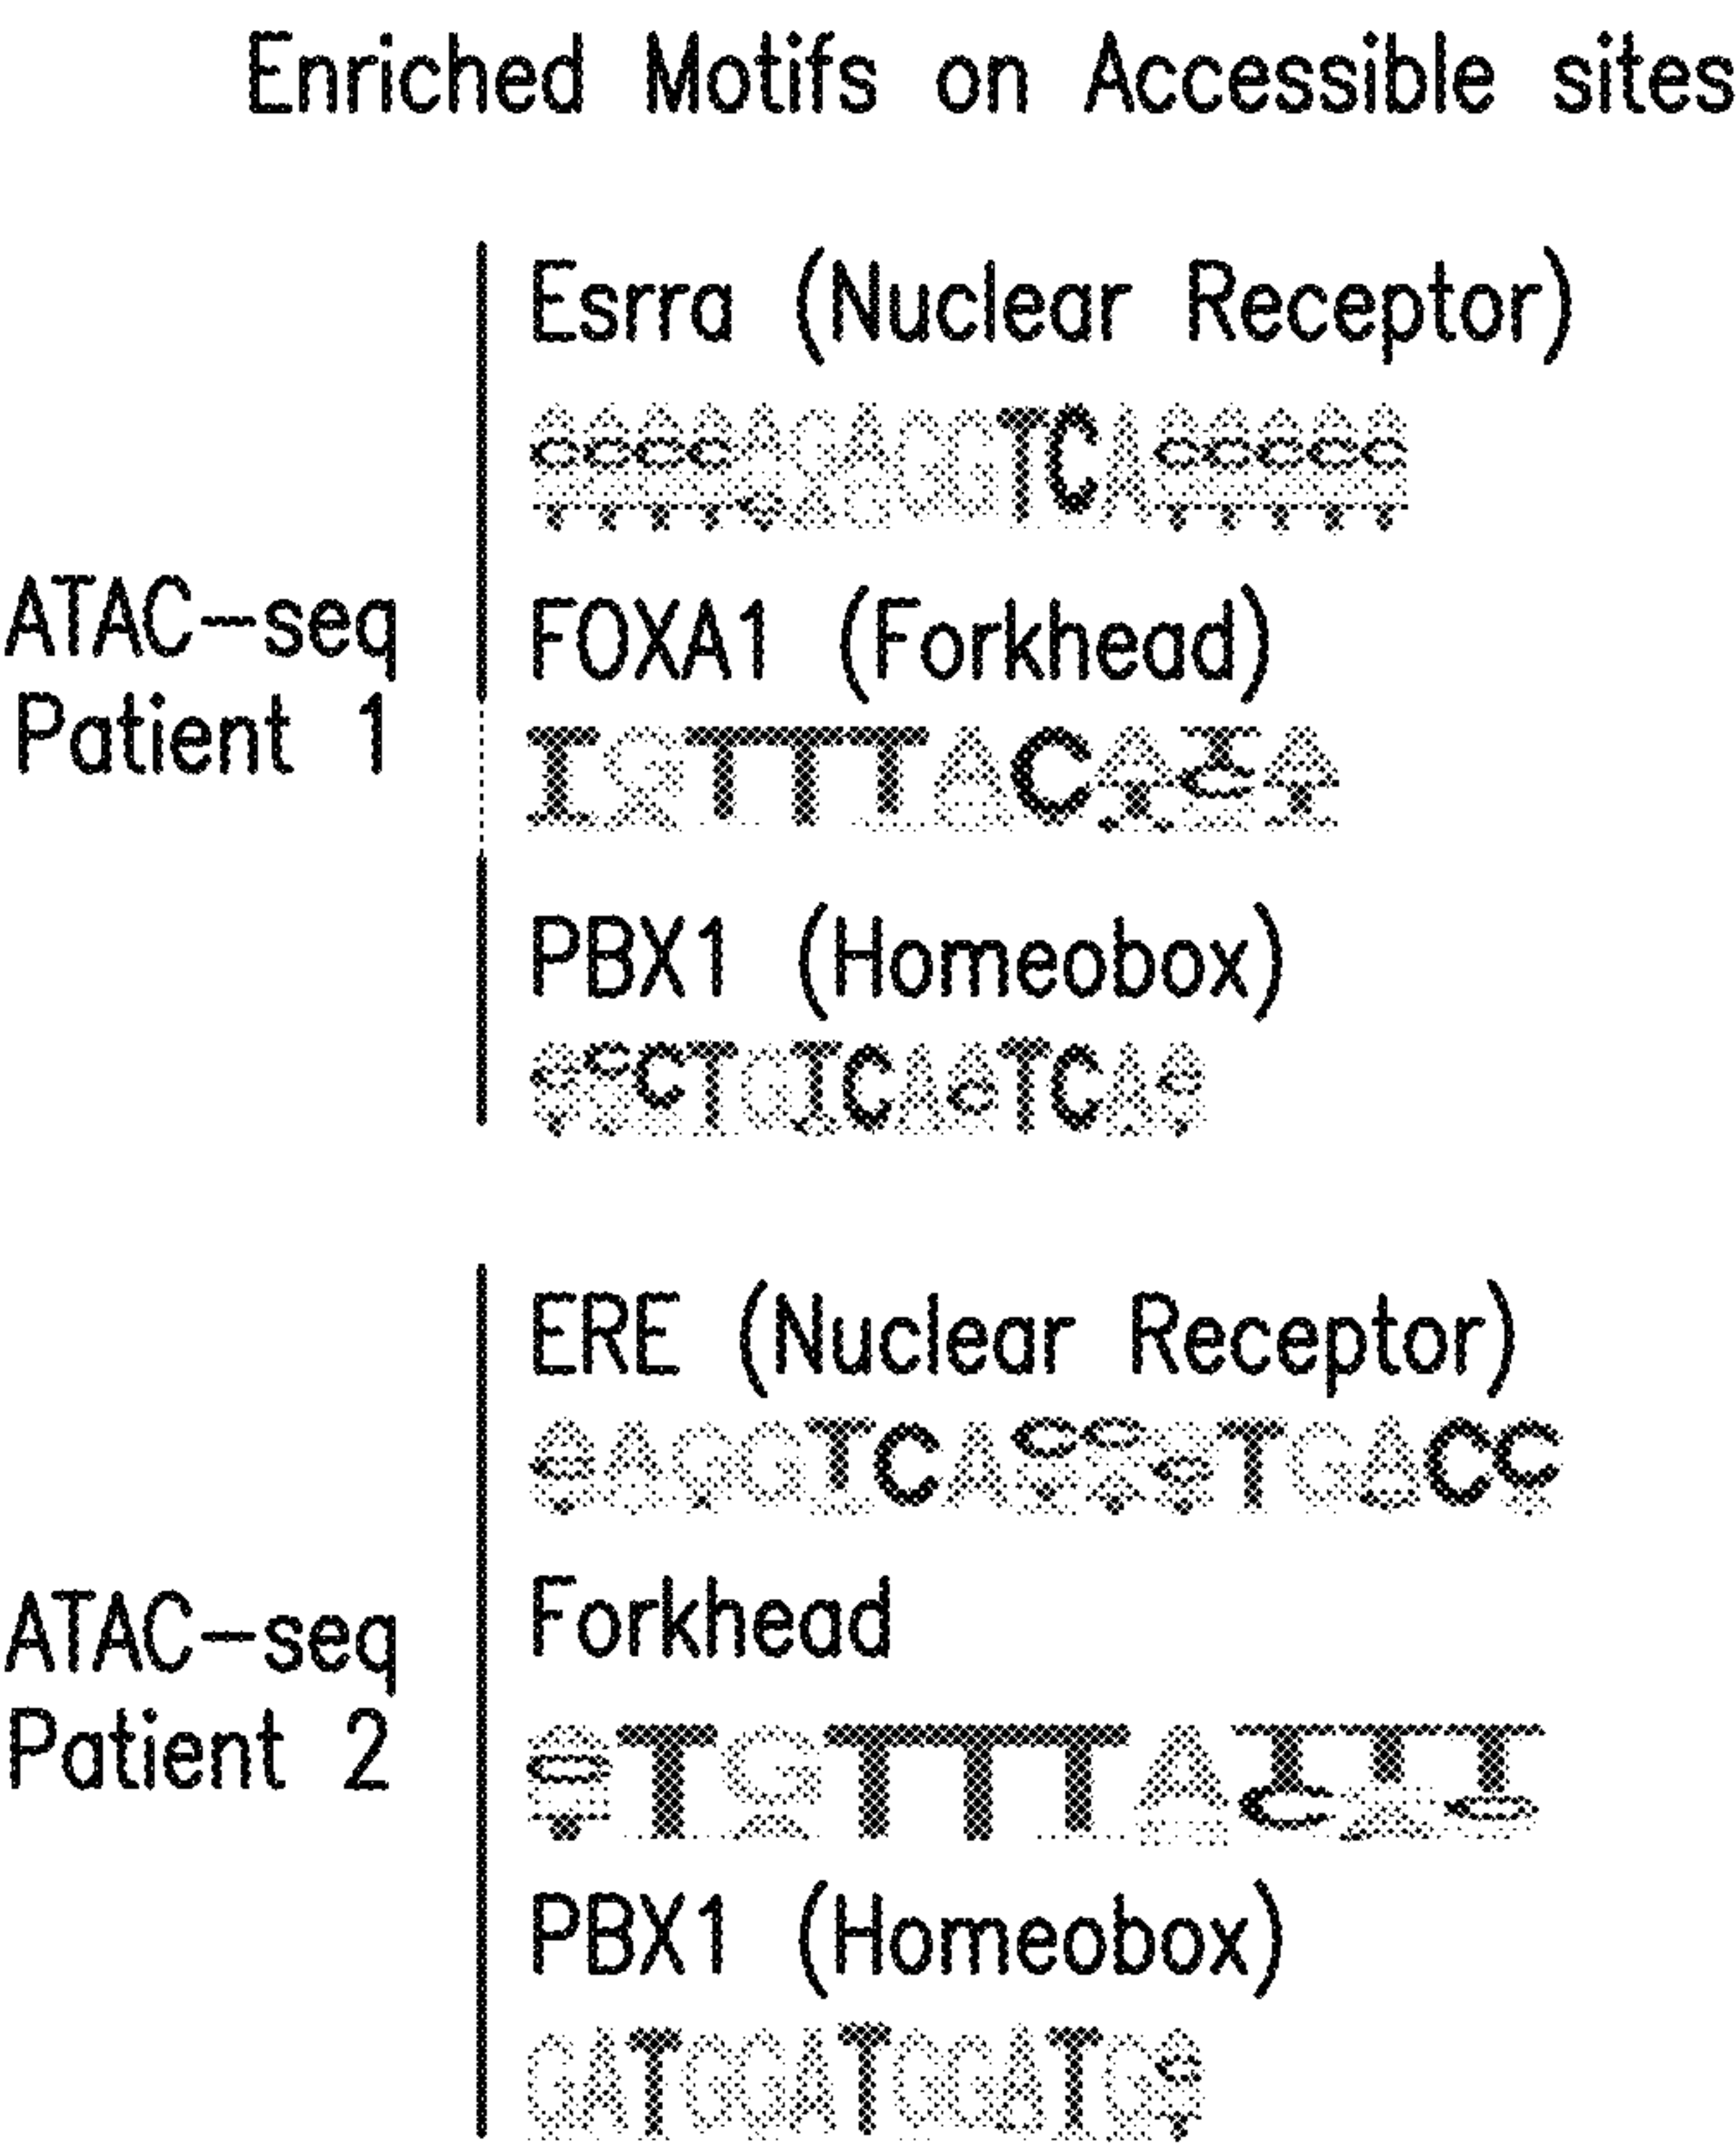 Enriched Motifs on Accessible sites
ATAC-seq
Patient 1
Esrra (Nuclear Receptor)
FOXA1 (Forkhead)
TGTTTACATA
PBX1 (Homeobox)
ATAC-seq
Patient 2
ERE (Nuclear Receptor)
Forkhead
PBX1 (Homeobox)